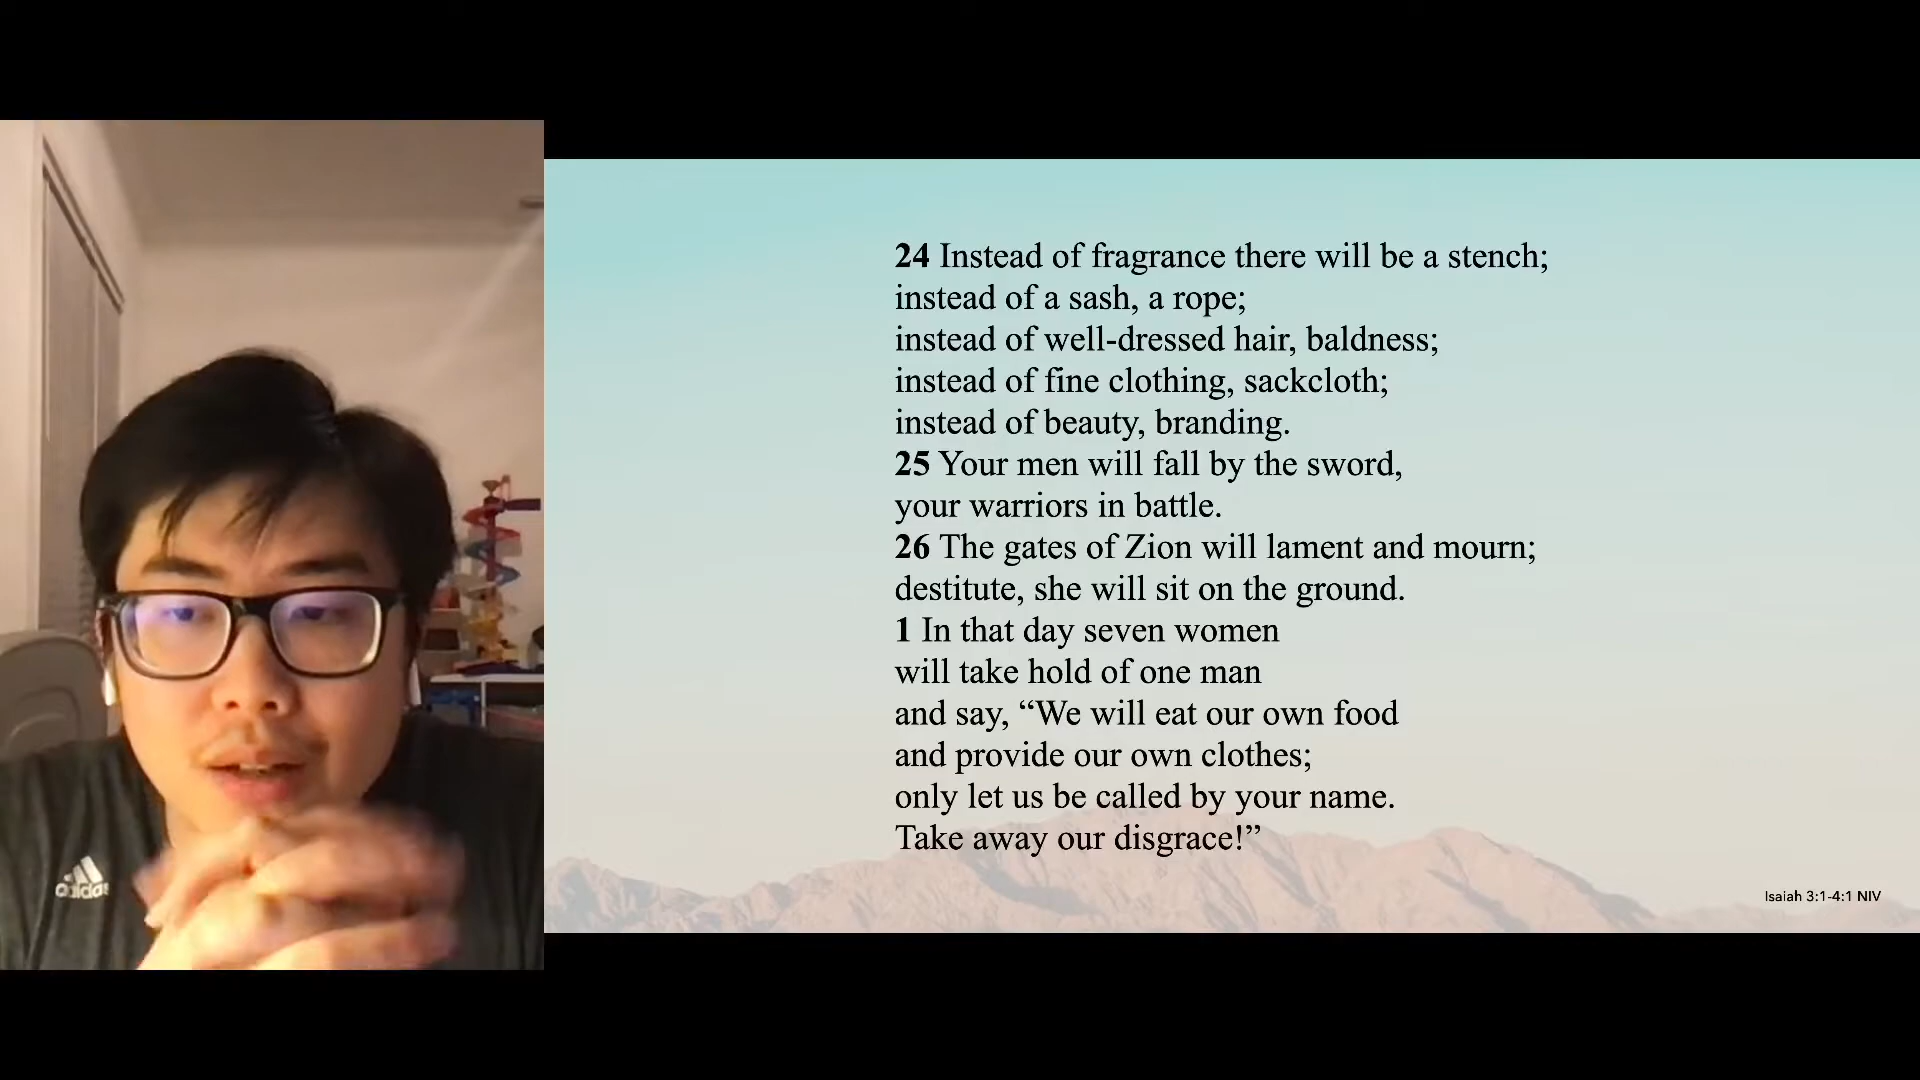 24 Instead of fragrance there will be a stench;
instead of a sash, a rope;
instead of well-dressed hair, baldness;
instead of fine clothing, sackcloth;
instead of beauty, branding.
25 Your men will fall by the sword,
your warriors in battle.
26 The gates of Zion will lament and mourn;
destitute, she will sit on the ground.
1 In that day seven women
will take hold of one man
and say, “We will eat our own food
and provide our own clothes;
only let us be called by your name.
Take away our disgrace!”
Isaiah 3:1-4:1 NIV
adidas